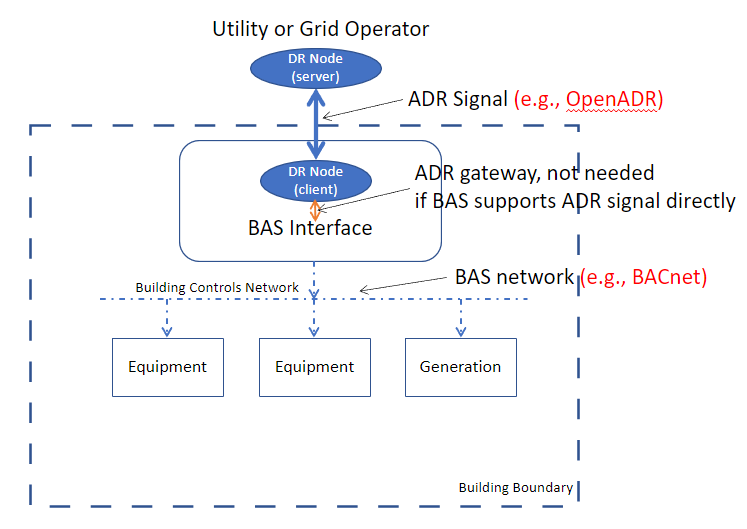 Utility or Grid Operator
DR Node
(server)
ADR Signal (e.g., OpenADR)
DR Node
(client)
ADR gateway, not needed
if BAS supports ADR signal directly
BAS Interface
BAS network (e.g., BACnet)
Building Controls Network
Equipment
Equipment
Generation
Building Boundary